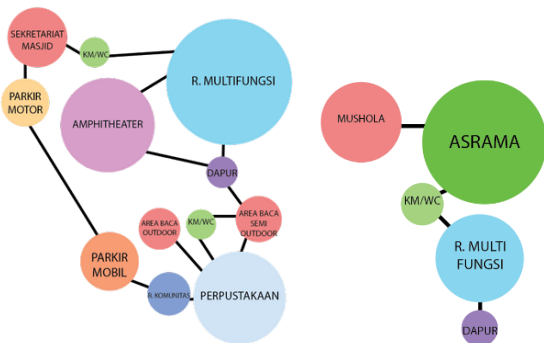 SEKRETARIAT
MASJID
KM/WC
R. MULTIFUNGSI
PARKIR
MOTOR
AMPHITHEATER
DAPUR
AREA BACA
OUTDOOR
KM/WC
AREA BACA
SEMI
OUTDOOR
PARKIR
MOBIL
R. KOMUNITAS
PERPUSTAKAAN
MUSHOLA
ASRAMA
KM/WC
R. MULTI
FUNGSI
DAPUR